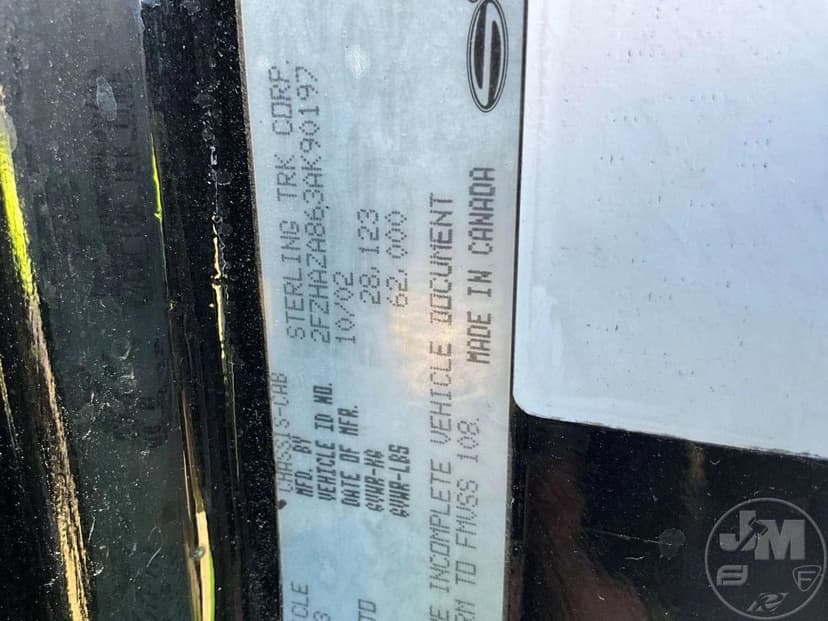 CHASSIS-CAB
MFD. BY STERLING TRK CORP.
VEHICLE ID NO. 2FZHAZA863AK90197
DATE OF MFR. 10/02
GVWR-KG 28,123
GVWR-LBS 62,000
INCOMPLETE VEHICLE DOCUMENT
TO FMVSS 108. MADE IN CANADA
JM